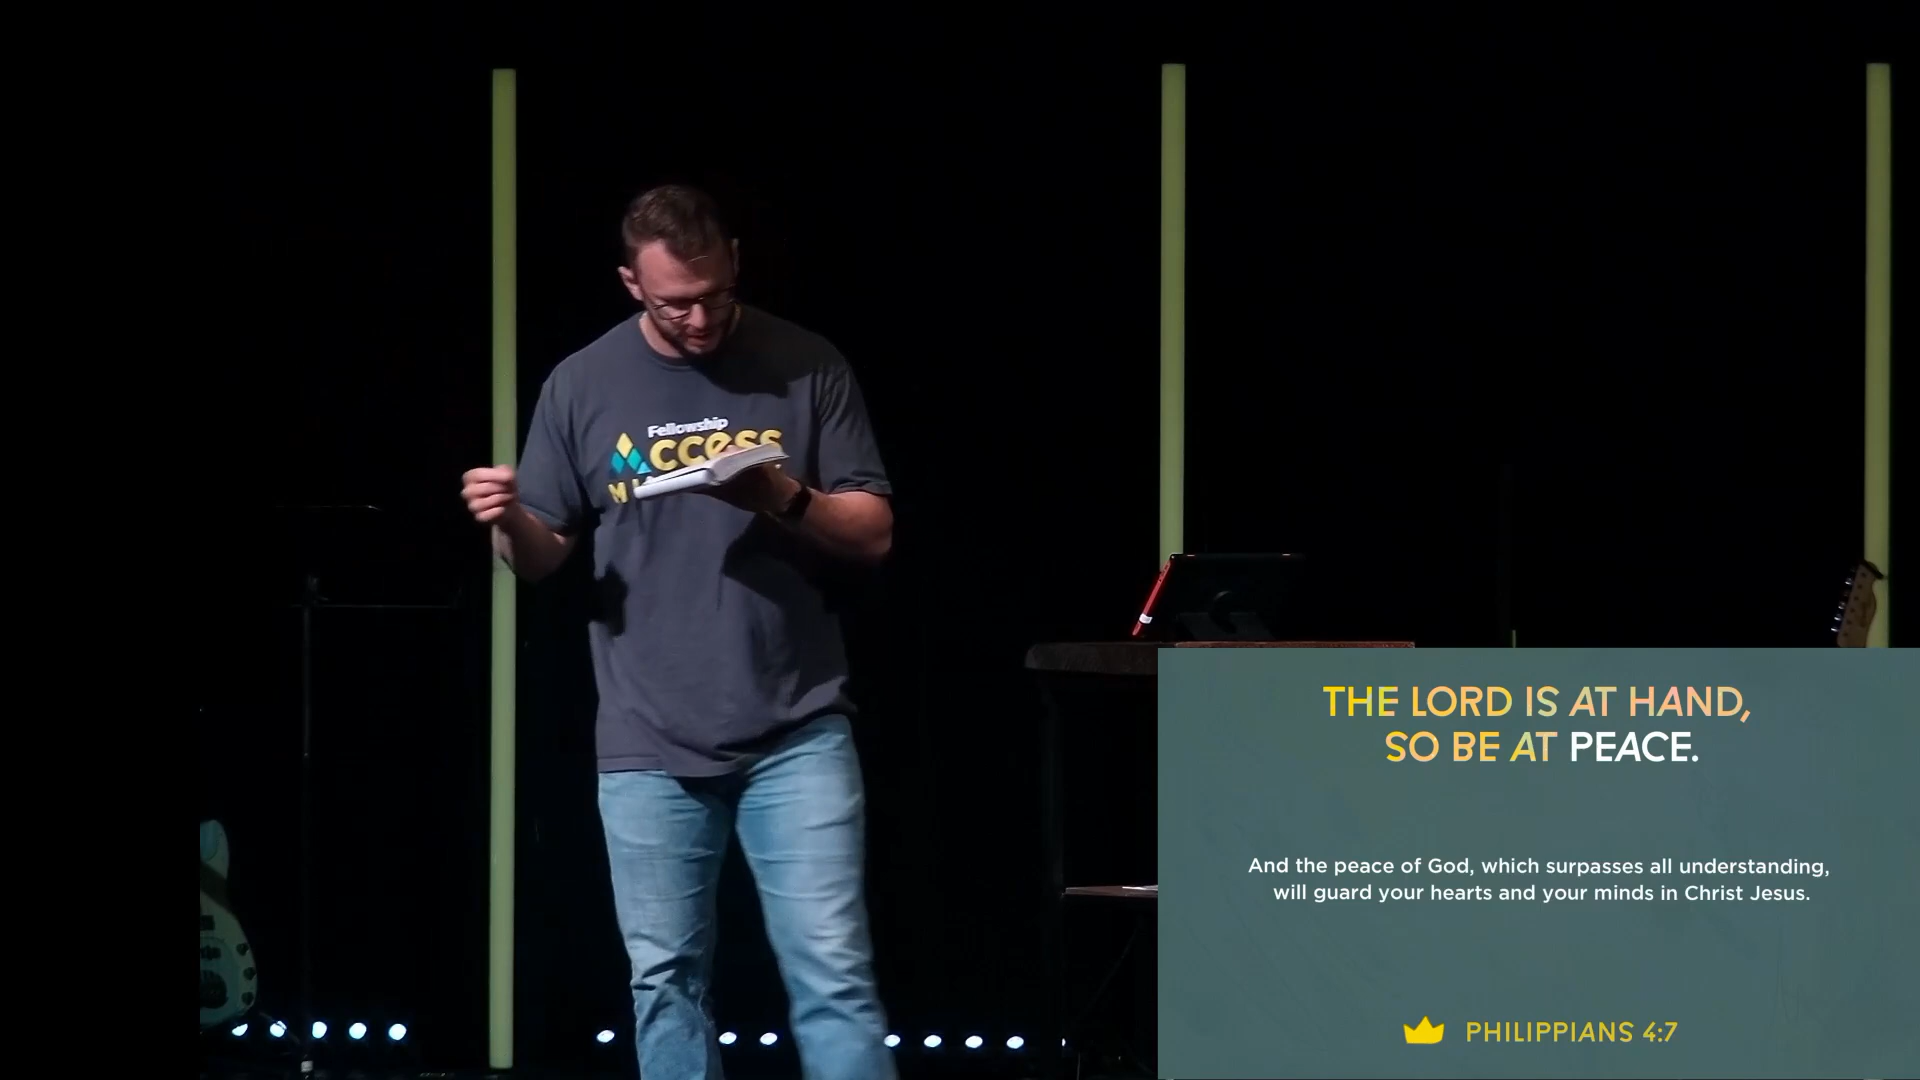 Fellowship
Access
THE LORD IS AT HAND,
SO BE AT PEACE.
And the peace of God, which surpasses all understanding,
will guard your hearts and your minds in Christ Jesus.
PHILIPPIANS 4:7